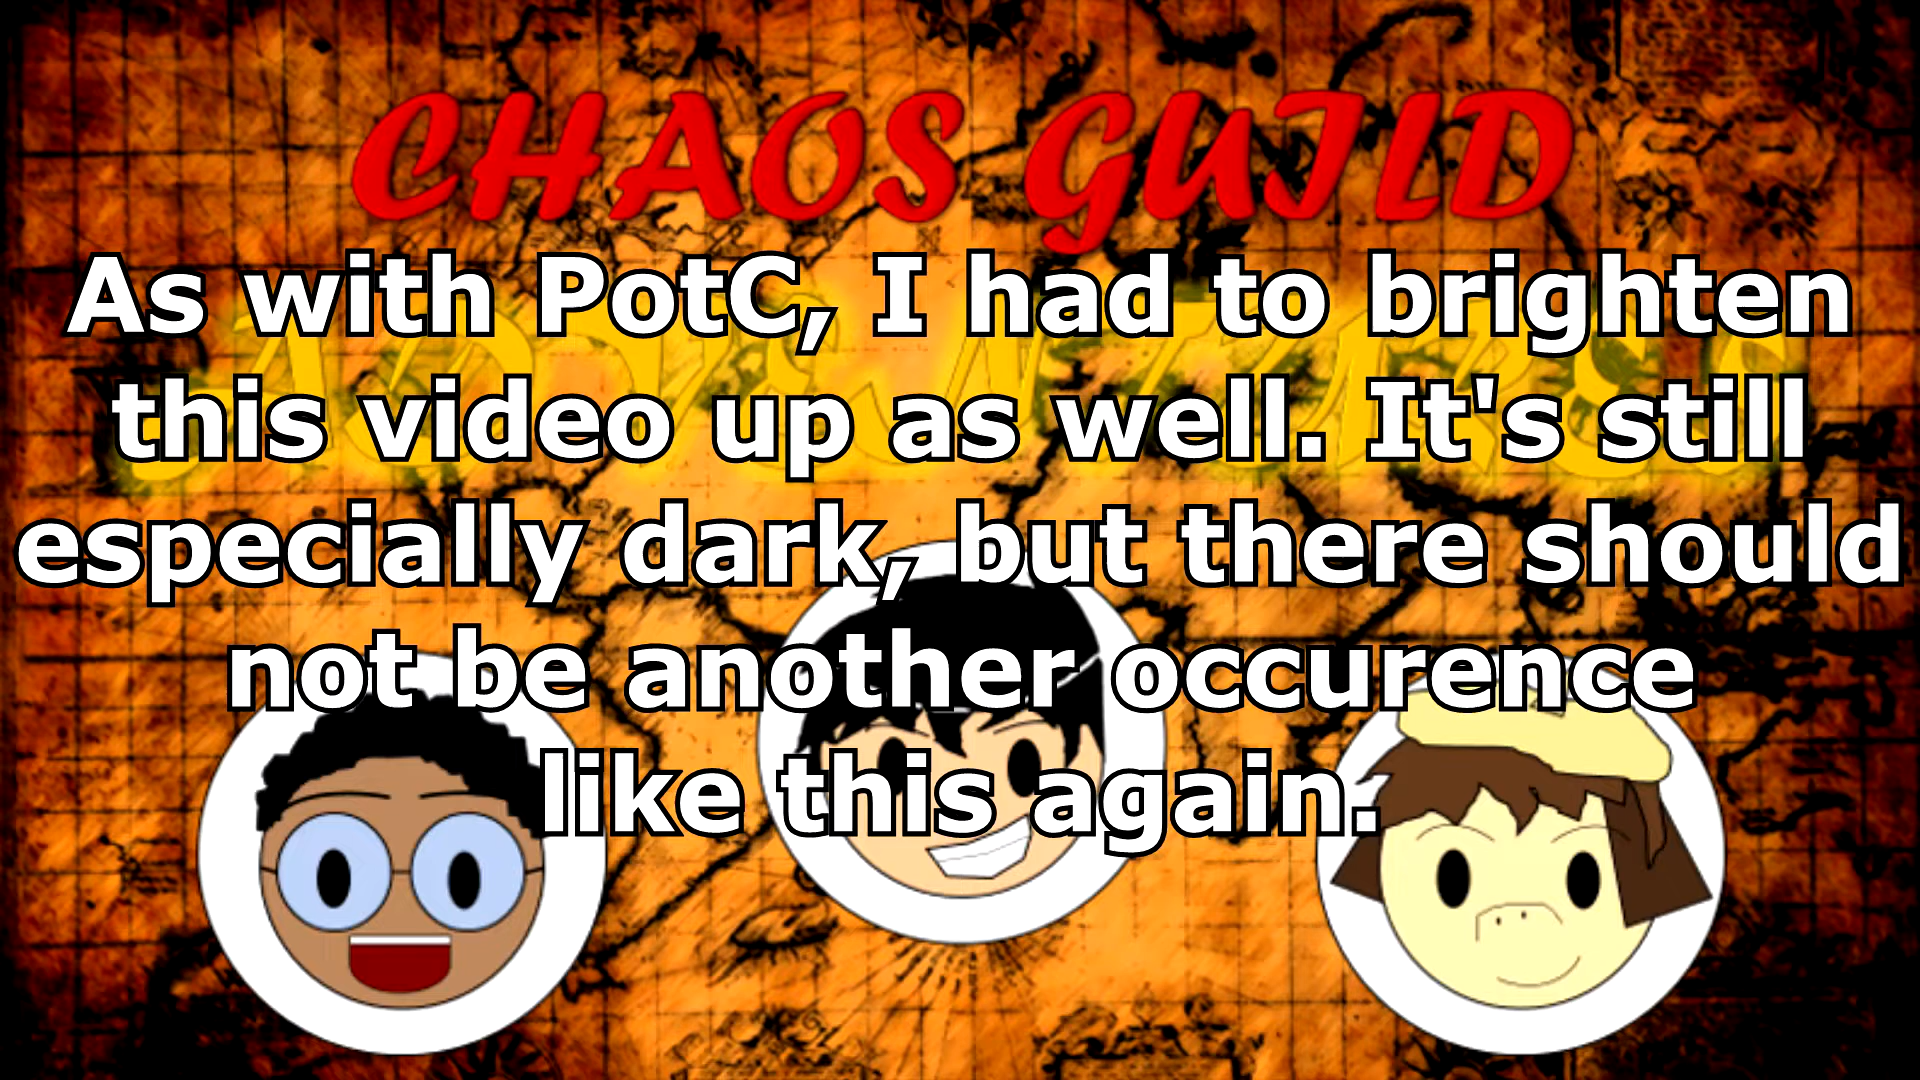 CHAOS GUILD
ADVENTURES
As with PotC, I had to brighten
this video up as well. It's still
especially dark, but there should
not be another occurence
like this again.